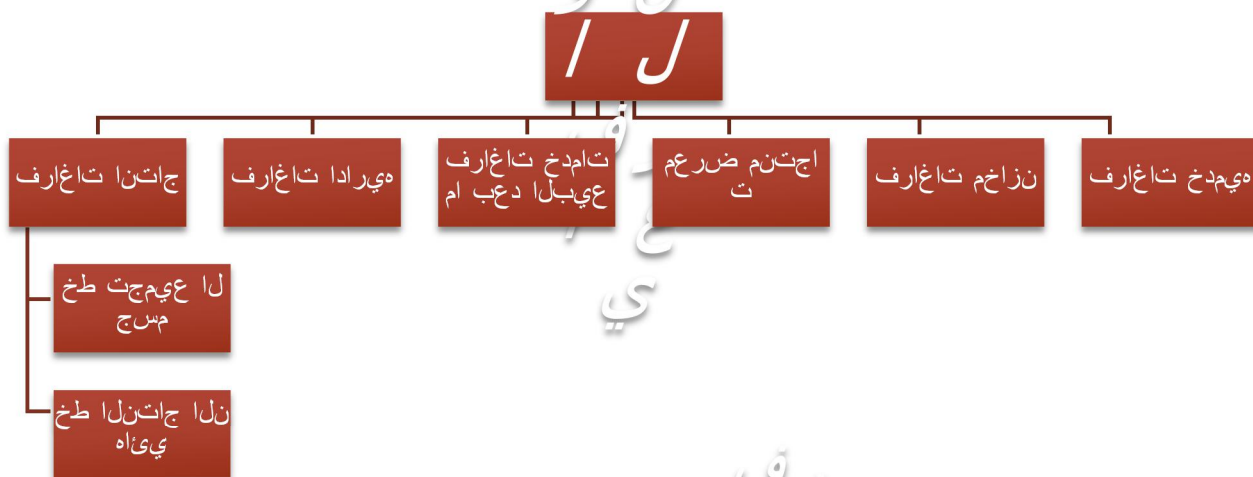 ا ل
فراغات خدميه
فراغات مخازن
معرض منتجا
ت
فراغات خدمات
ما بعد البيع
فراغات اداريه
فراغات انتاج
خط تجميع ال
جسم
خط النتاج الن
هائي